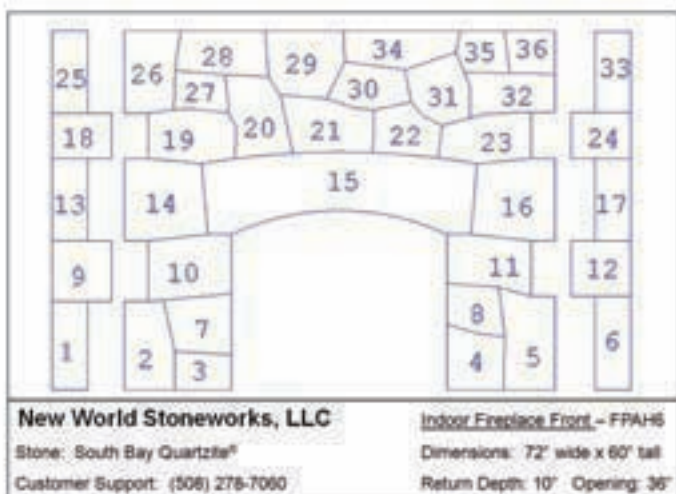 28 34 35 36
25 26 29 33
27 30 31 32
18 19 20 21 22 23 24
15
13 14 16 17
9 10 11 12
8
7
1 2 3 4 5 6
New World Stoneworks, LLC
Indoor Fireplace Front – FPAH6
Stone: South Bay Quartzite®
Dimensions: 72" wide x 60" tall
Customer Support: (508) 278-7060
Return Depth: 10" Opening: 36"